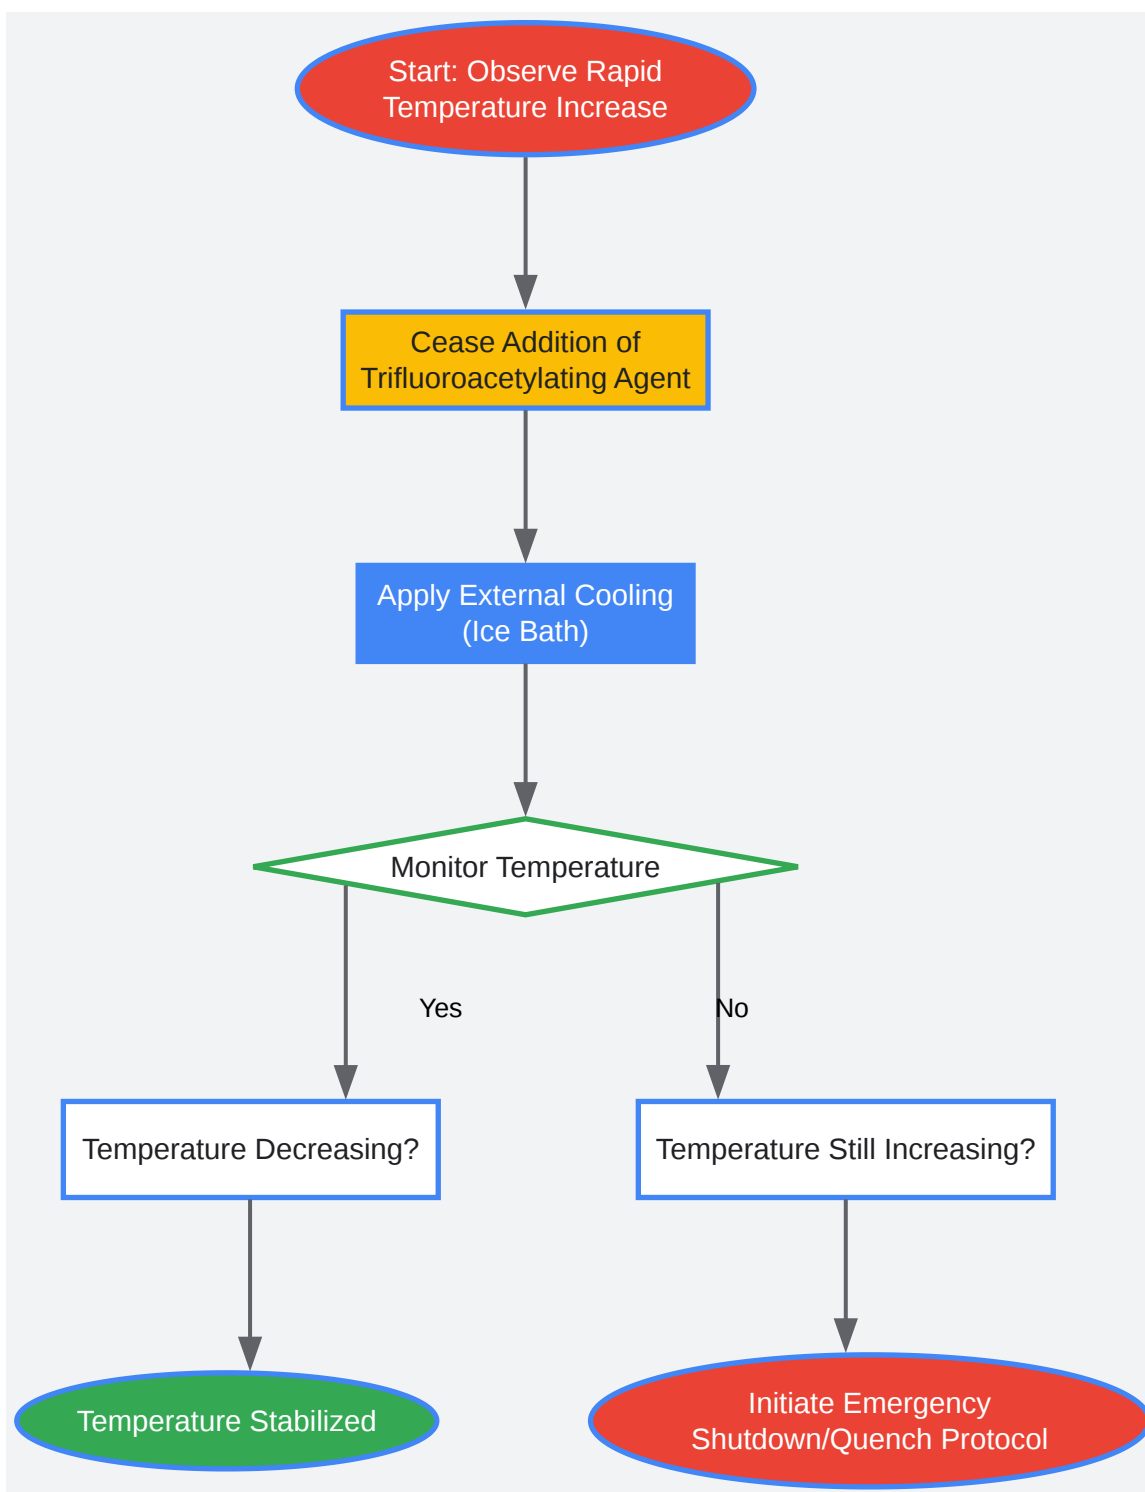 Start: Observe Rapid
Temperature Increase
Cease Addition of
Trifluoroacetylating Agent
Apply External Cooling
(Ice Bath)
Monitor Temperature
Yes
No
Temperature Decreasing?
Temperature Still Increasing?
Temperature Stabilized
Initiate Emergency
Shutdown/Quench Protocol